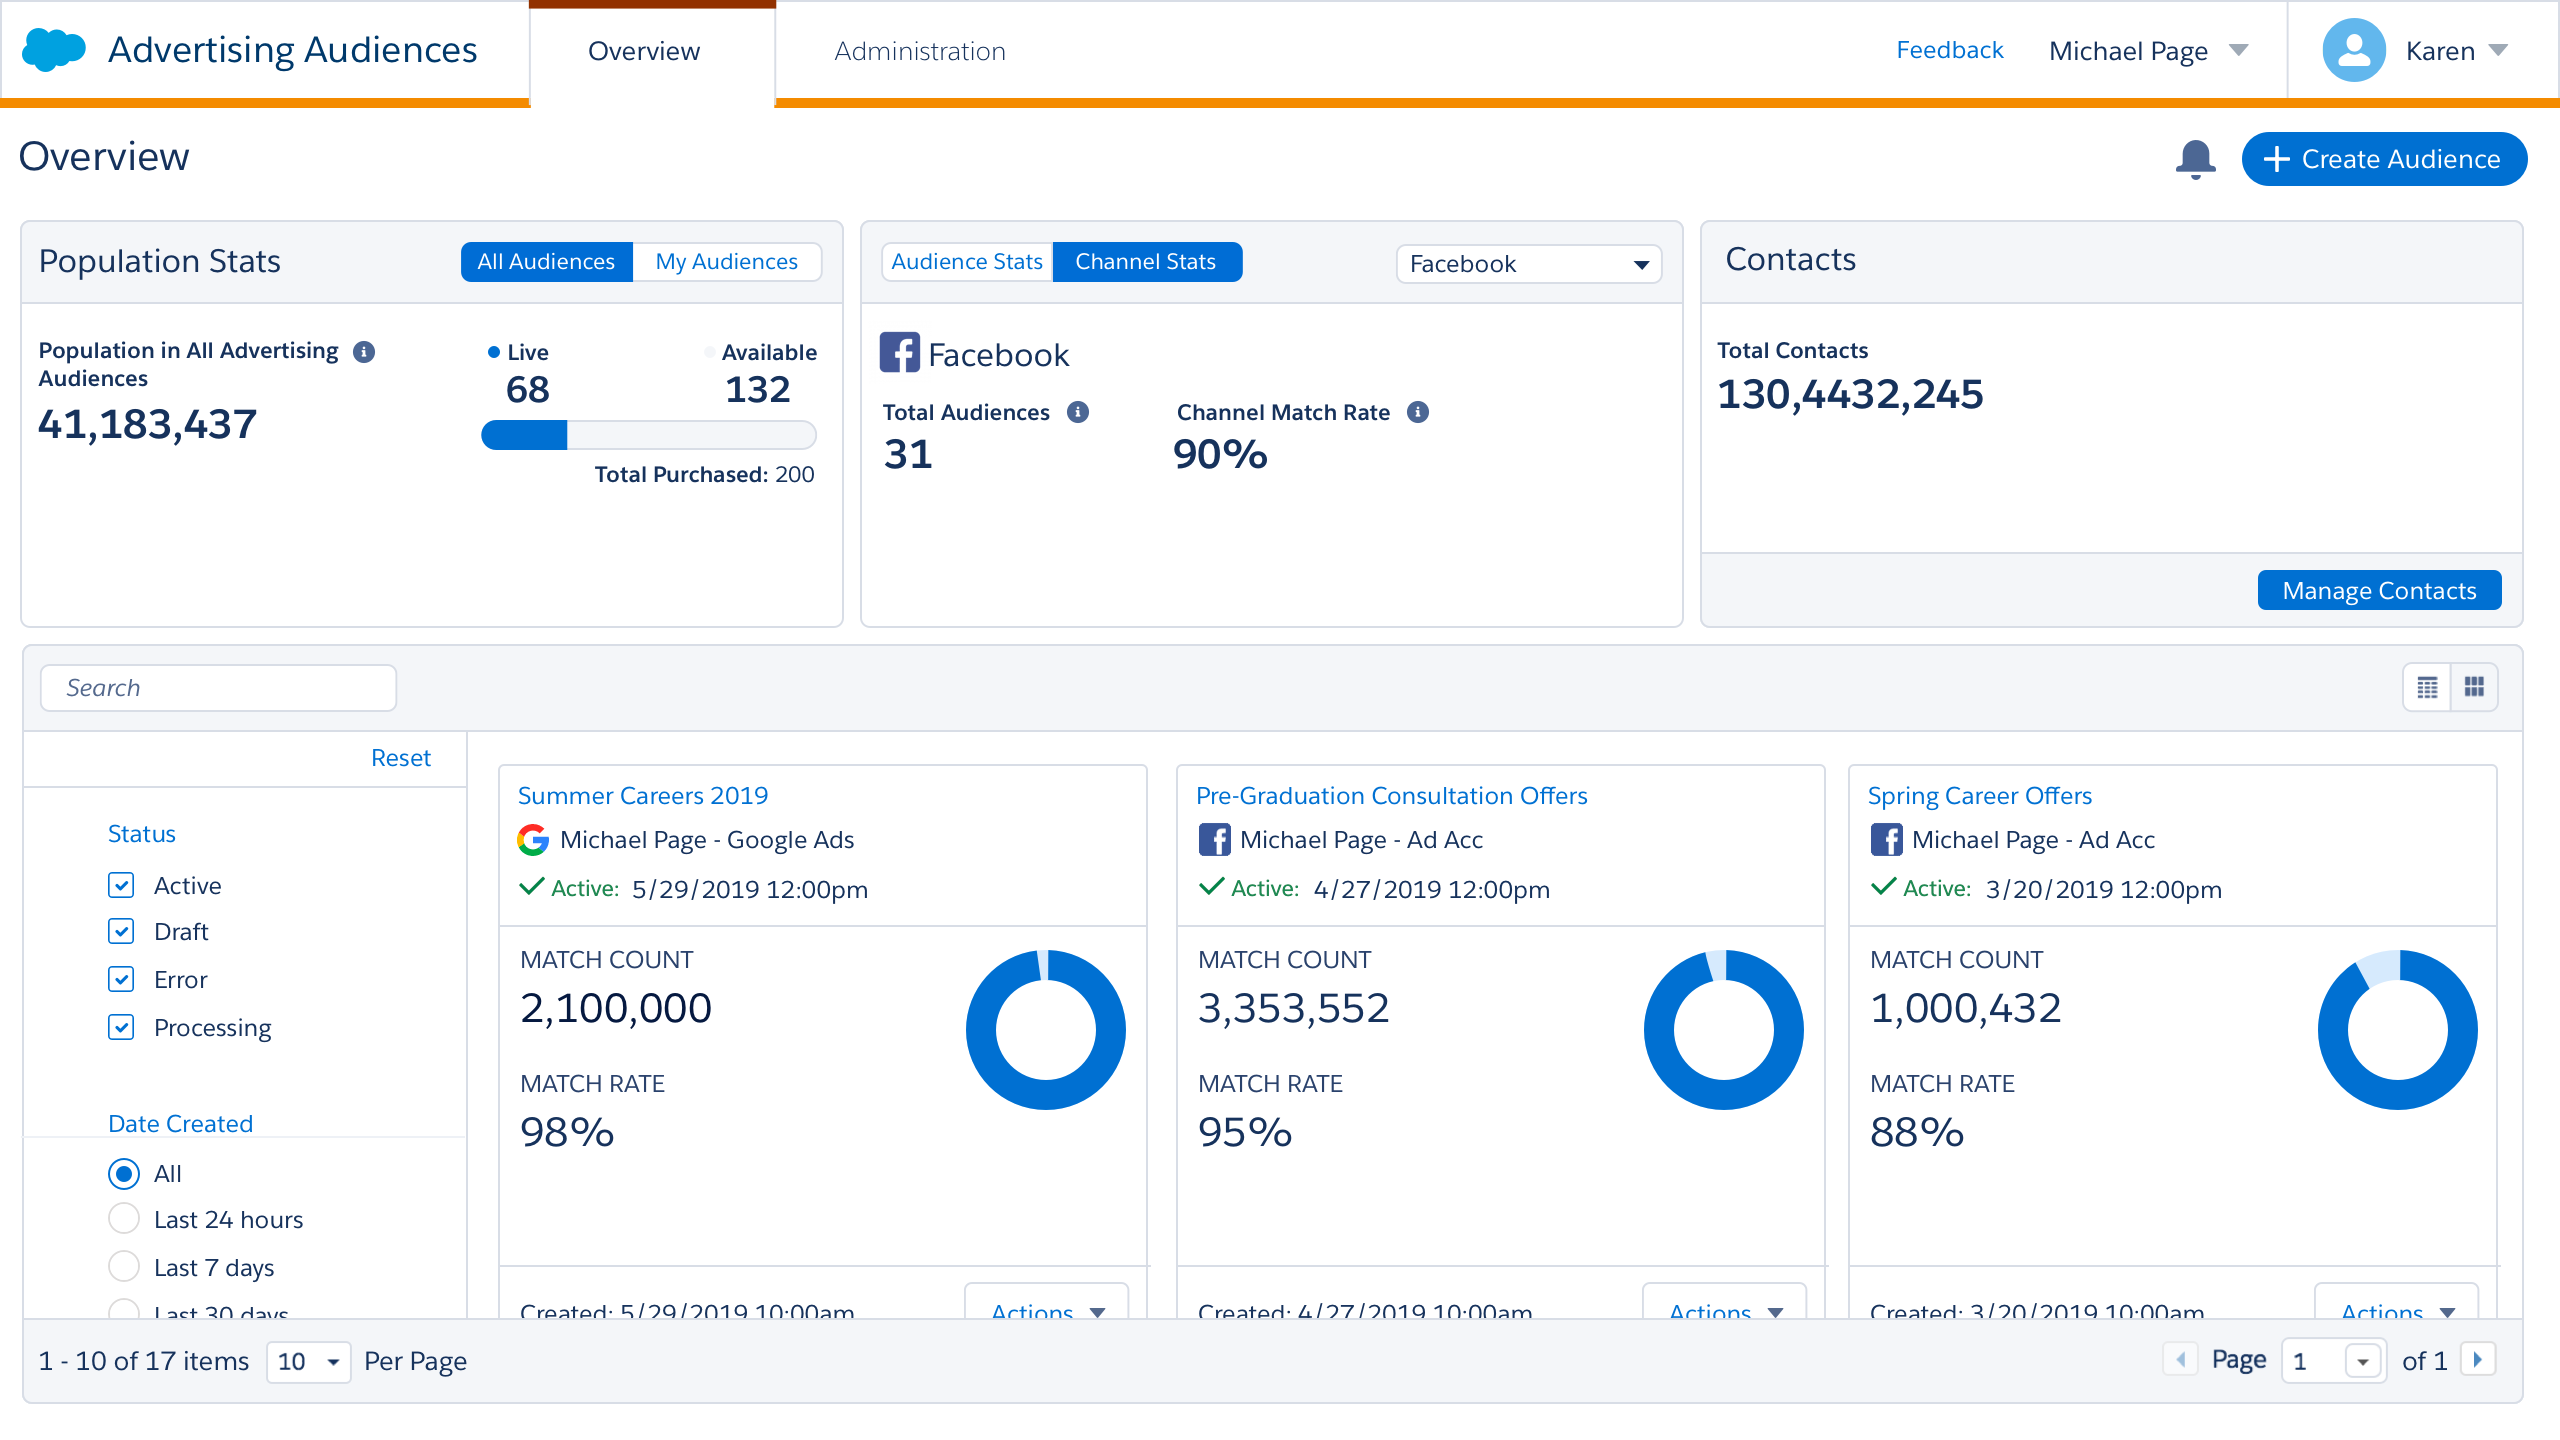 Advertising Audiences
Overview
Administration
Feedback
Michael Page
Karen
Overview
Create Audience
Population Stats
All Audiences
My Audiences
Population in All Advertising
Audiences
41,183,437
Live
68
Available
132
Total Purchased: 200
Audience Stats
Channel Stats
Facebook
Facebook
Total Audiences
31
Channel Match Rate
90%
Contacts
Total Contacts
130,4432,245
Manage Contacts
Search
Reset
Status
Active
Draft
Error
Processing
Date Created
All
Last 24 hours
Last 7 days
Last 30 days
Summer Careers 2019
Michael Page - Google Ads
Active: 5/29/2019 12:00pm
MATCH COUNT
2,100,000
MATCH RATE
98%
Created: 5/29/2019 10:00am
Actions
Pre-Graduation Consultation Offers
Michael Page - Ad Acc
Active: 4/27/2019 12:00pm
MATCH COUNT
3,353,552
MATCH RATE
95%
Created: 4/27/2019 10:00am
Actions
Spring Career Offers
Michael Page - Ad Acc
Active: 3/20/2019 12:00pm
MATCH COUNT
1,000,432
MATCH RATE
88%
Created: 3/20/2019 10:00am
Actions
1 - 10 of 17 items 10 Per Page
Page 1 of 1